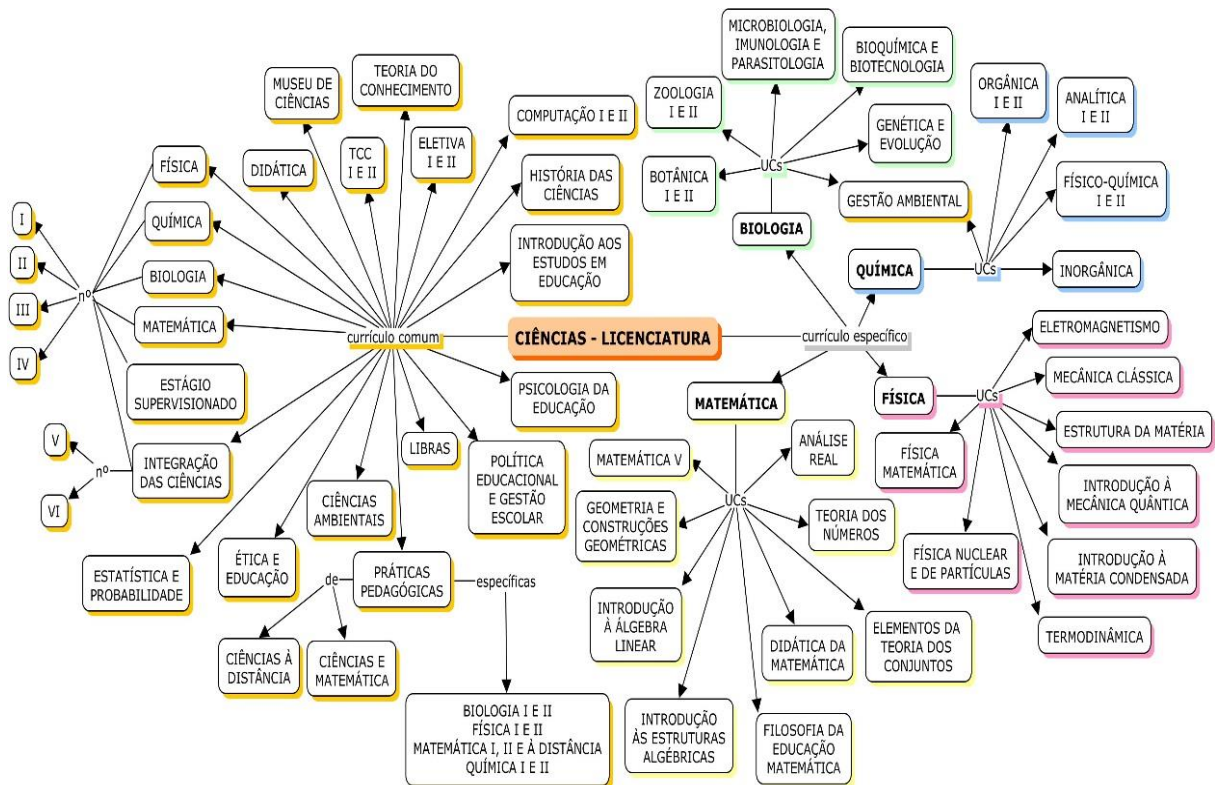 MICROBIOLOGIA,
IMUNOLOGIA E
PARASITOLOGIA
BIOQUÍMICA E
BIOTECNOLOGIA
ZOOLOGIA
I E II
GENÉTICA E
EVOLUÇÃO
UCs
BOTÂNICA
I E II
GESTÃO AMBIENTAL
BIOLOGIA
ORGÂNICA
I E II
ANALÍTICA
I E II
FÍSICO-QUÍMICA
I E II
QUÍMICA
UCs
INORGÂNICA
MUSEU DE
CIÊNCIAS
TEORIA DO
CONHECIMENTO
COMPUTAÇÃO I E II
FÍSICA
DIDÁTICA
TCC
I E II
ELETIVA
I E II
HISTÓRIA DAS
CIÊNCIAS
QUÍMICA
INTRODUÇÃO AOS
ESTUDOS EM
EDUCAÇÃO
BIOLOGIA
MATEMÁTICA
I
II
III
IV
nº
ESTÁGIO
SUPERVISIONADO
currículo comum
CIÊNCIAS - LICENCIATURA
currículo específico
V
VI
nº
INTEGRAÇÃO
DAS CIÊNCIAS
PSICOLOGIA DA
EDUCAÇÃO
LIBRAS
POLÍTICA
EDUCACIONAL
E GESTÃO
ESCOLAR
CIÊNCIAS
AMBIENTAIS
ÉTICA E
EDUCAÇÃO
ESTATÍSTICA E
PROBABILIDADE
de
PRÁTICAS
PEDAGÓGICAS
específicas
CIÊNCIAS À
DISTÂNCIA
CIÊNCIAS E
MATEMÁTICA
BIOLOGIA I E II
FÍSICA I E II
MATEMÁTICA I, II E À DISTÂNCIA
QUÍMICA I E II
MATEMÁTICA
MATEMÁTICA V
ANÁLISE
REAL
UCs
GEOMETRIA E
CONSTRUÇÕES
GEOMÉTRICAS
TEORIA DOS
NÚMEROS
INTRODUÇÃO
À ÁLGEBRA
LINEAR
DIDÁTICA DA
MATEMÁTICA
ELEMENTOS DA
TEORIA DOS
CONJUNTOS
INTRODUÇÃO
ÀS ESTRUTURAS
ALGÉBRICAS
FILOSOFIA DA
EDUCAÇÃO
MATEMÁTICA
FÍSICA
UCs
ELETROMAGNETISMO
MECÂNICA CLÁSSICA
ESTRUTURA DA MATÉRIA
FÍSICA
MATEMÁTICA
INTRODUÇÃO À
MECÂNICA QUÂNTICA
FÍSICA NUCLEAR
E DE PARTÍCULAS
INTRODUÇÃO À
MATÉRIA CONDENSADA
TERMODINÂMICA